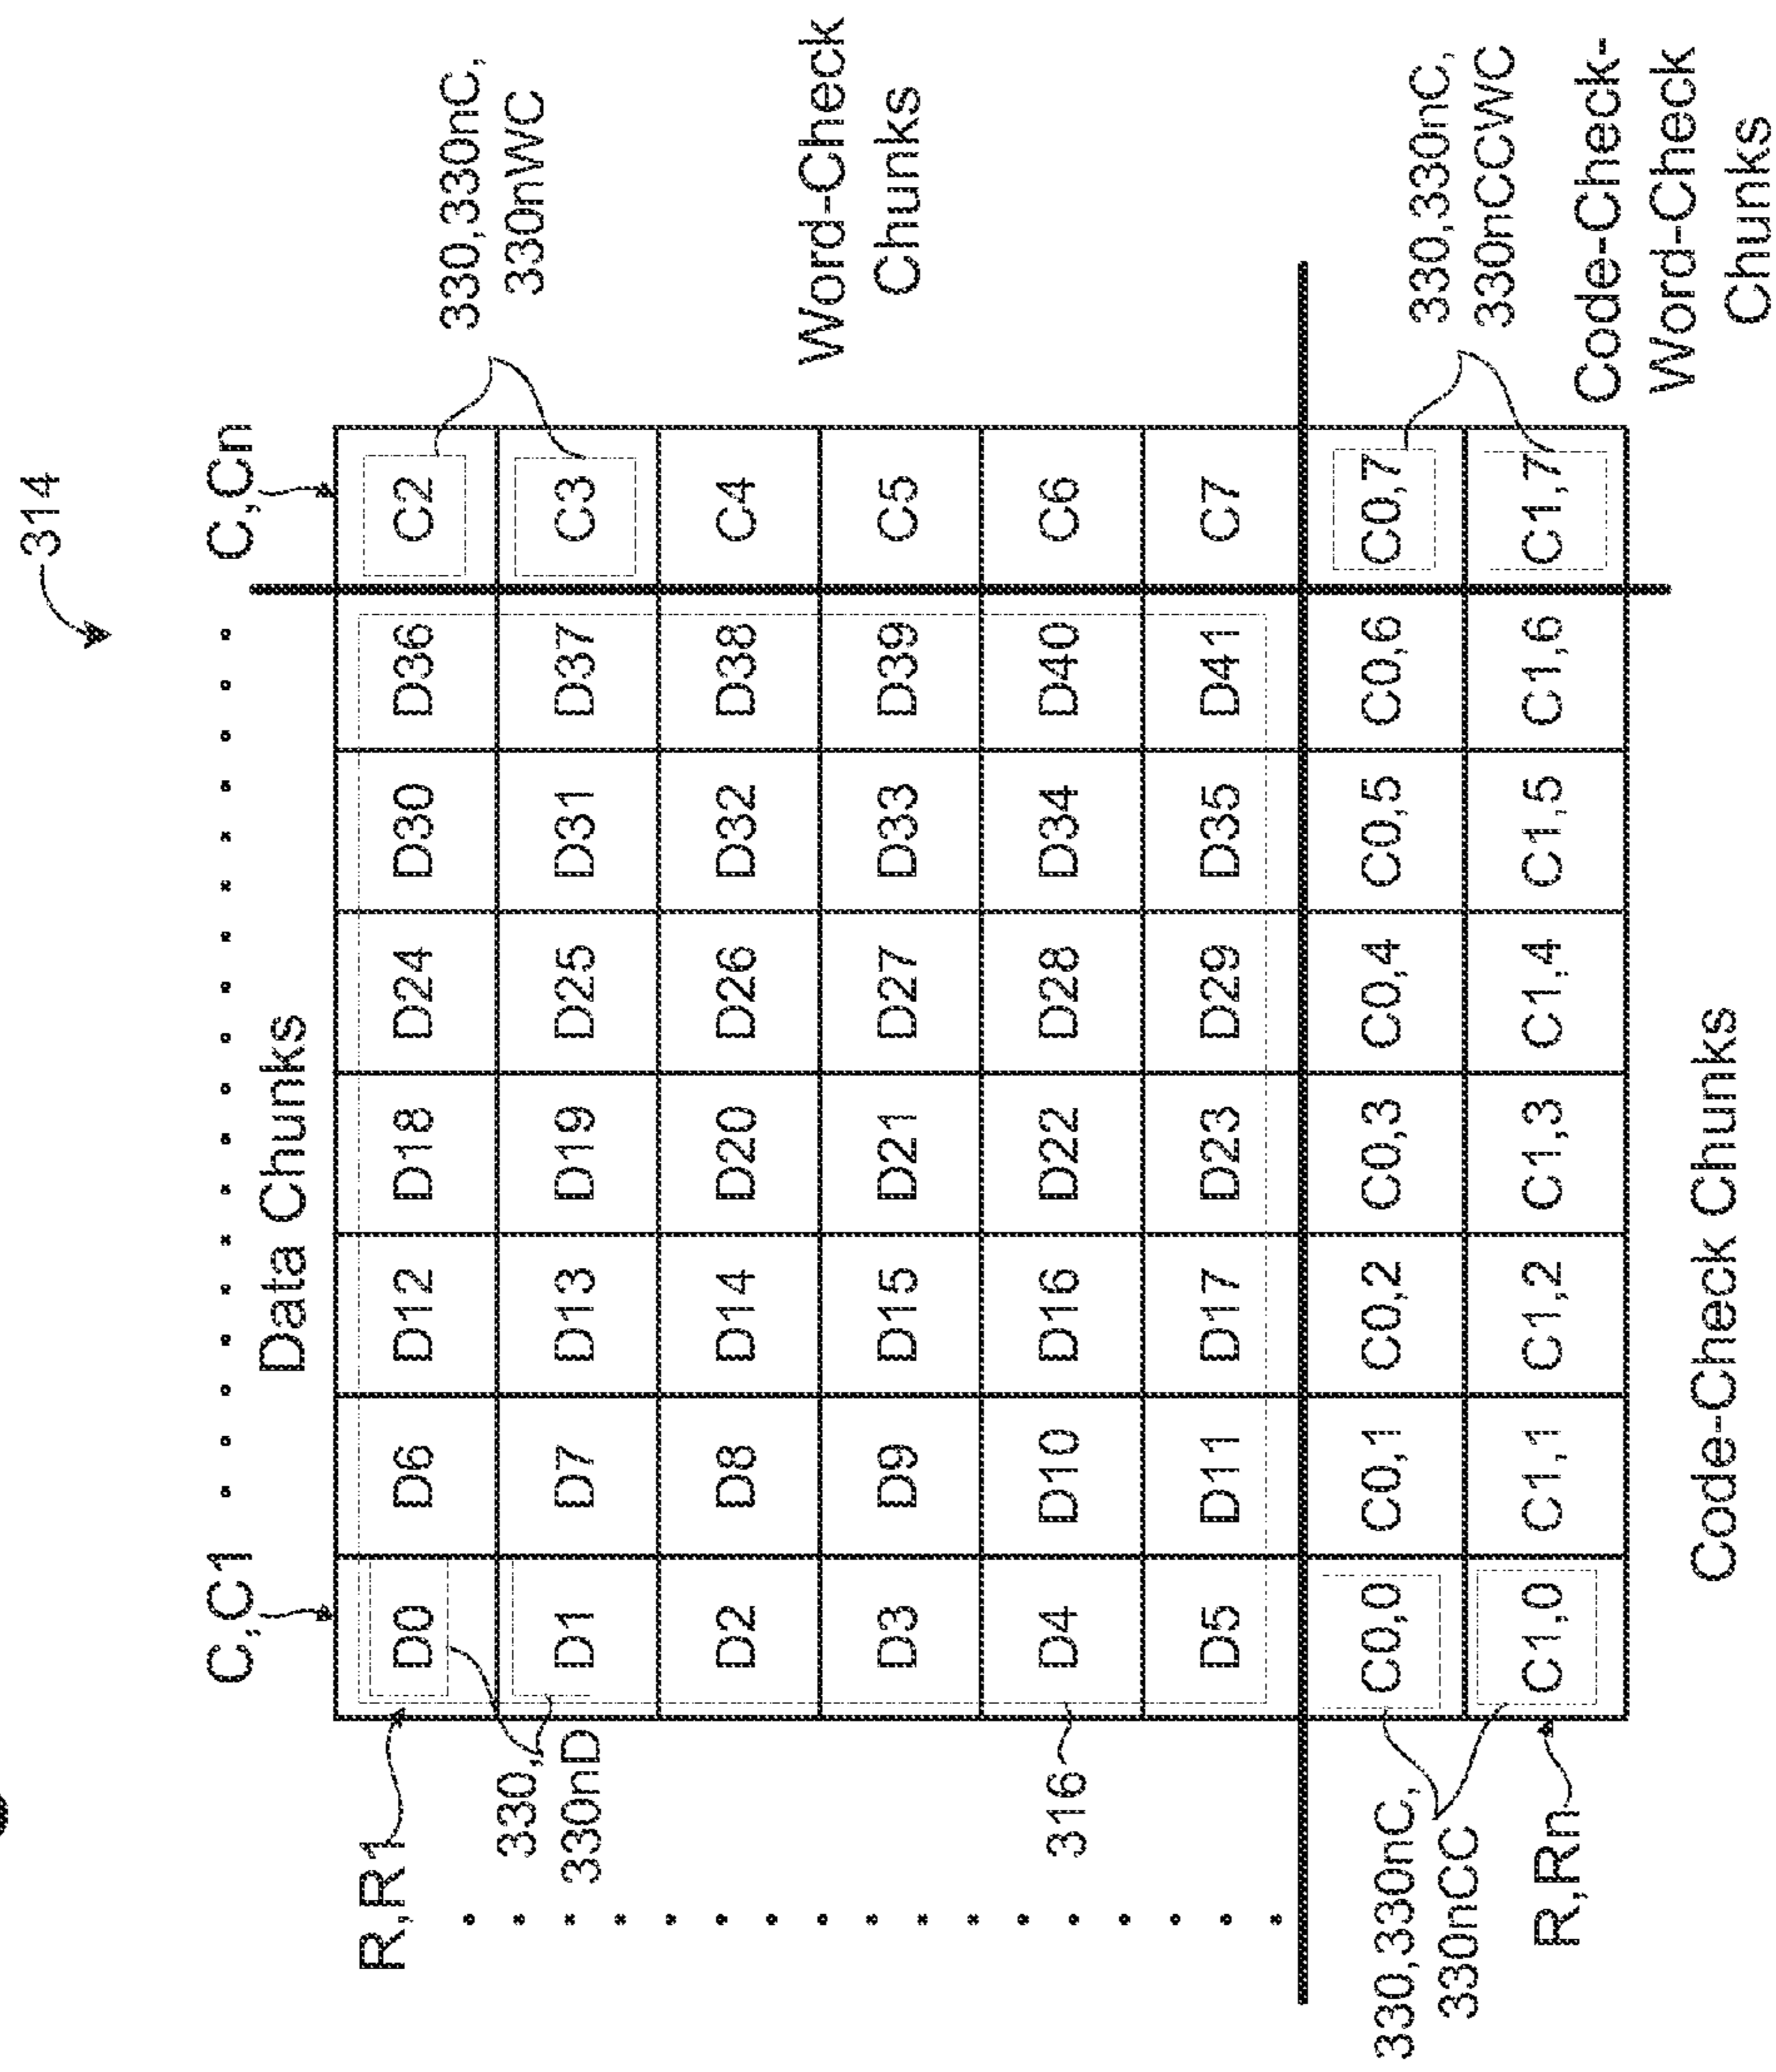 314
C,C1
C,Cn
Data Chunks
R,R1
D0 D6 D12 D18 D24 D30 D36 C2
330,330nC,
330nWC
330,
330nD
D1 D7 D13 D19 D25 D31 D37 C3
D2 D8 D14 D20 D26 D32 D38 C4
Word-Check
Chunks
D3 D9 D15 D21 D27 D33 D39 C5
316
D4 D10 D16 D22 D28 D34 D40 C6
D5 D11 D17 D23 D29 D35 D41 C7
330,330nC,
330nCC
C0,0 C0,1 C0,2 C0,3 C0,4 C0,5 C0,6 C0,7
330,330nC,
330nCCWC
R,Rn
C1,0 C1,1 C1,2 C1,3 C1,4 C1,5 C1,6 C1,7
Code-Check-
Word-Check
Chunks
Code-Check Chunks